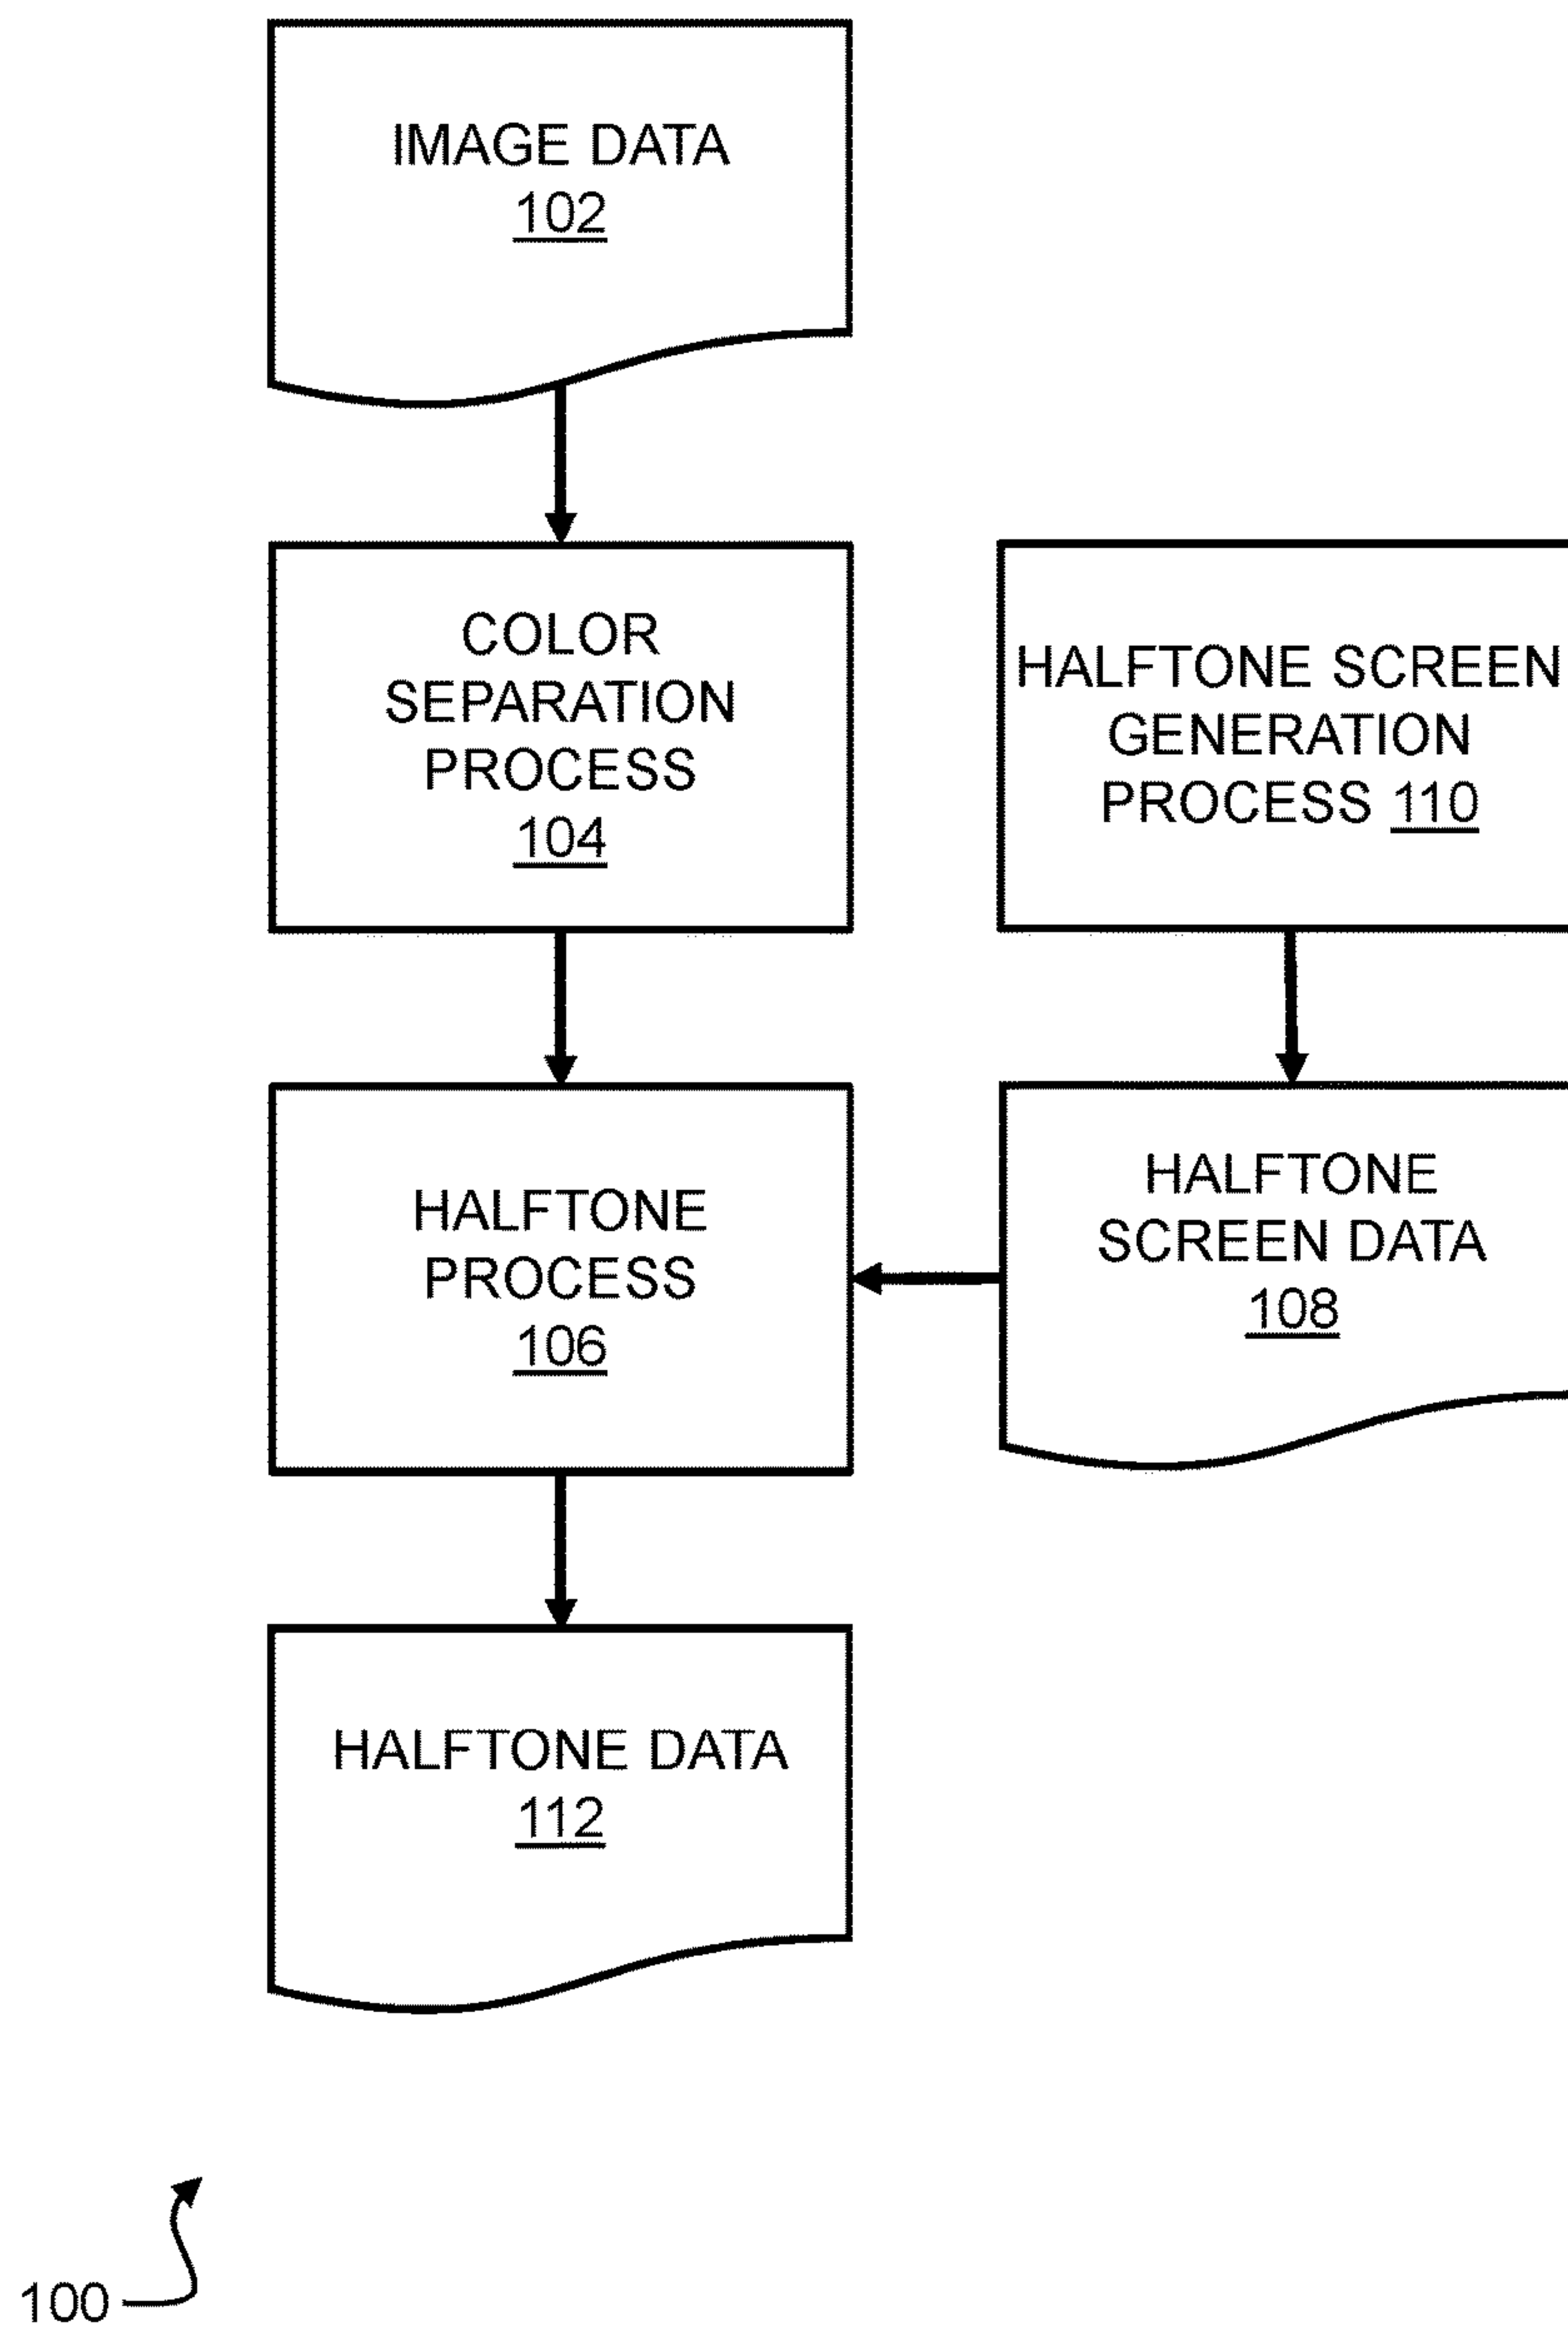 IMAGE DATA
102
COLOR
SEPARATION
PROCESS
104
HALFTONE SCREEN
GENERATION
PROCESS 110
HALFTONE
PROCESS
106
HALFTONE
SCREEN DATA
108
HALFTONE DATA
112
100